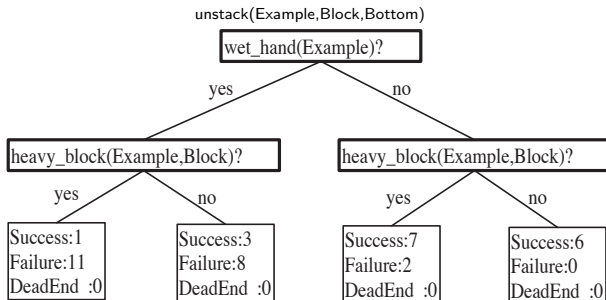 unstack(Example,Block,Bottom)
wet_hand(Example)?
yes
no
heavy_block(Example,Block)?
heavy_block(Example,Block)?
yes
no
yes
no
Success:1
Failure:11
DeadEnd :0
Success:3
Failure:8
DeadEnd :0
Success:7
Failure:2
DeadEnd :0
Success:6
Failure:0
DeadEnd :0